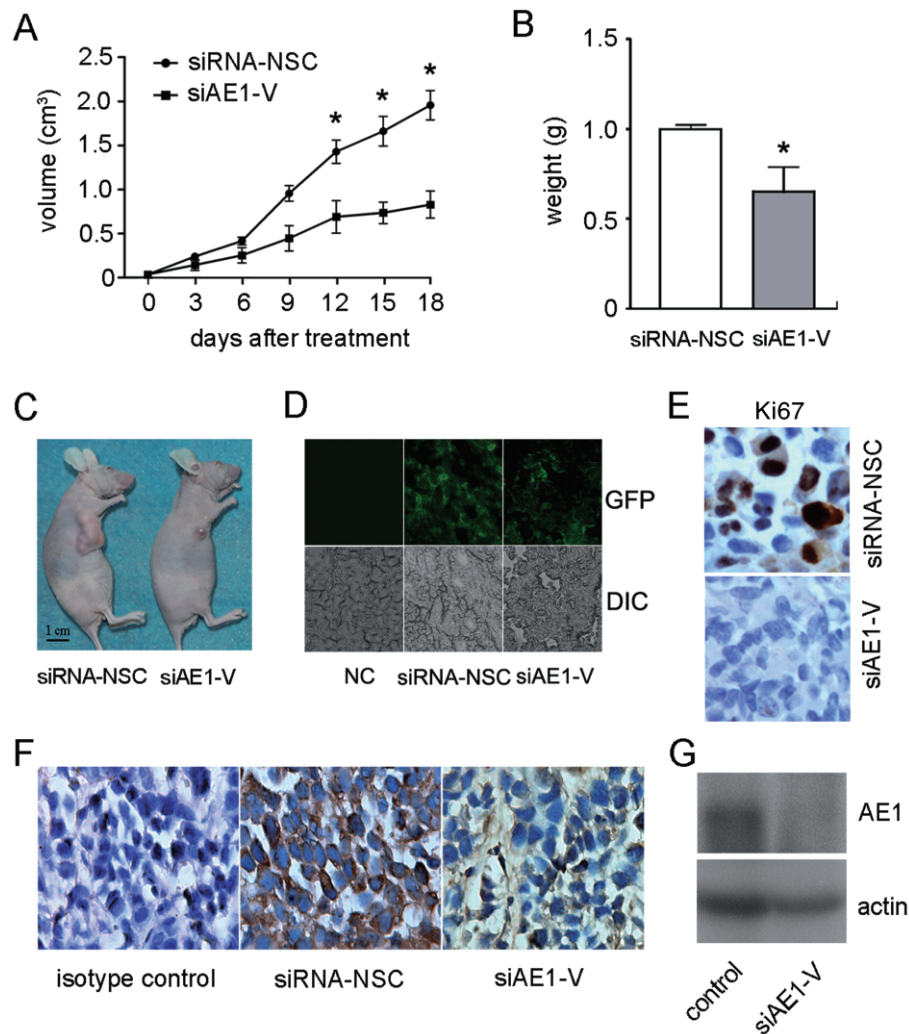 A
siRNA-NSC
siAE1-V
volume (cm³)
2.5
2.0
1.5
1.0
0.5
0
* * *
0 3 6 9 12 15 18
days after treatment
B
weight (g)
1.5
1.0
0.5
0
*
siRNA-NSC siAE1-V
C
1 cm
siRNA-NSC siAE1-V
D
GFP
DIC
NC siRNA-NSC siAE1-V
E
Ki67
siRNA-NSC
siAE1-V
F
isotype control siRNA-NSC siAE1-V
G
AE1
actin
control siAE1-V